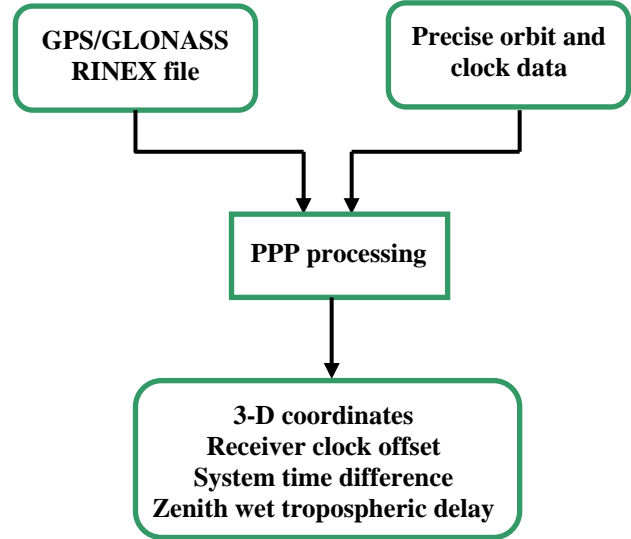 GPS/GLONASS
RINEX file
Precise orbit and
clock data
PPP processing
3-D coordinates
Receiver clock offset
System time difference
Zenith wet tropospheric delay